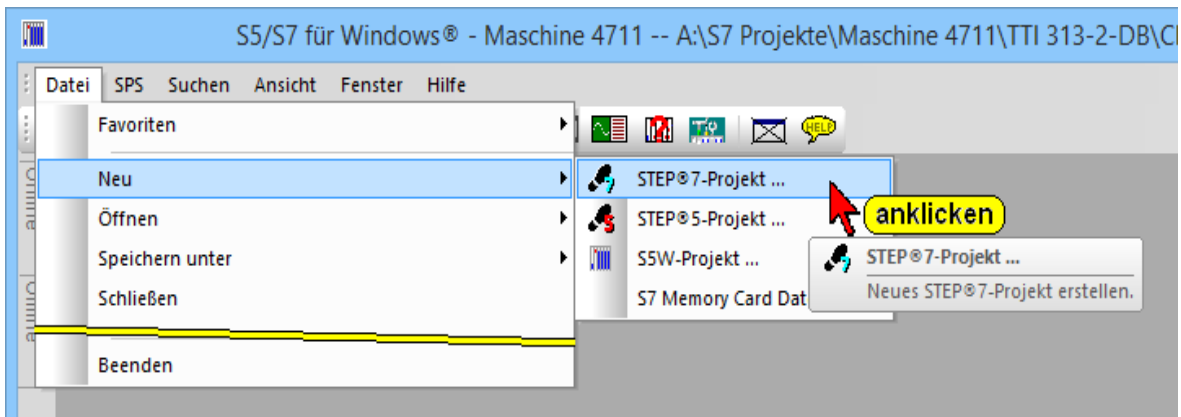 S5/S7 für Windows® - Maschine 4711 -- A:\S7 Projekte\Maschine 4711\TTI 313-2-DB\
Datei SPS Suchen Ansicht Fenster Hilfe
Favoriten
HELP
Neu
STEP®7-Projekt ...
anklicken
Öffnen
STEP®5-Projekt ...
Speichern unter
S5W-Projekt ...
STEP®7-Projekt ...
Neues STEP®7-Projekt erstellen.
Schließen
S7 Memory Card Dat
Beenden